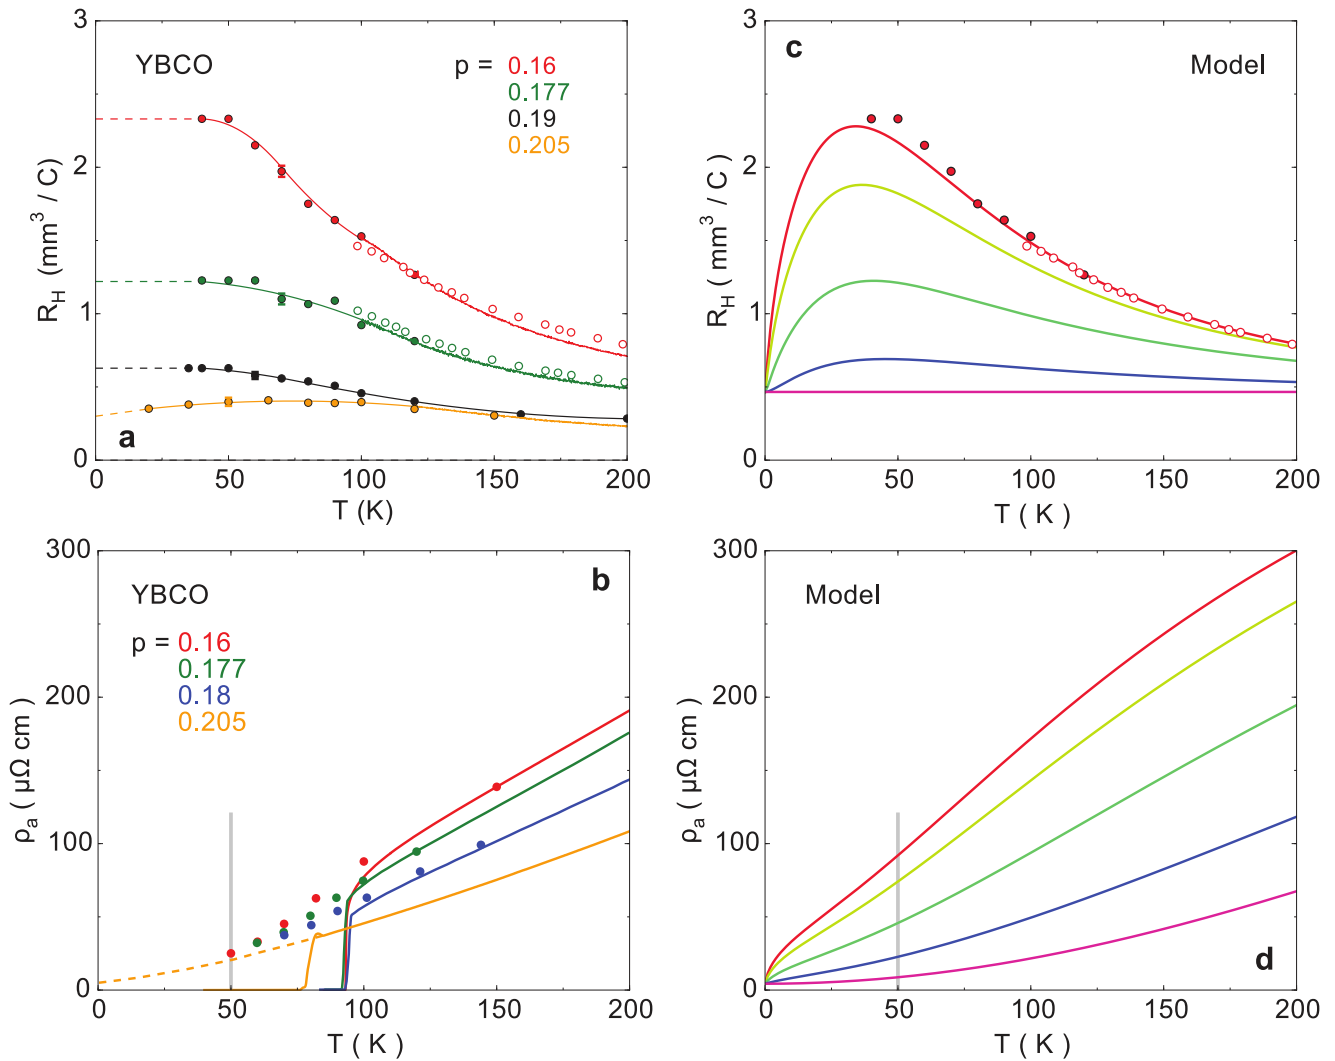 YBCO
p = 0.16
0.177
0.19
0.205
a
R_H (mm³ / C)
3
2
1
0
0 50 100 150 200
T (K)
c
Model
R_H ( mm³ / C)
3
2
1
0
0 50 100 150 200
T ( K )
b
YBCO
p = 0.16
0.177
0.18
0.205
ρ_a ( μΩ cm )
300
200
100
0
0 50 100 150 200
T ( K )
Model
d
ρ_a ( μΩ cm )
300
200
100
0
0 50 100 150 200
T ( K )